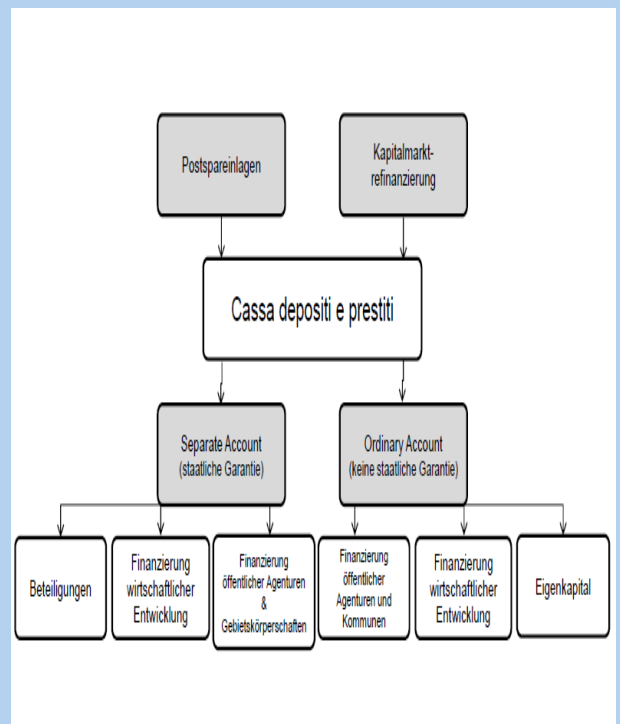 Postspareinlagen
Kapitalmarkt-
refinanzierung
Cassa depositi e prestiti
Separate Account
(staatliche Garantie)
Ordinary Account
(keine staatliche Garantie)
Beteiligungen
Finanzierung
wirtschaftlicher
Entwicklung
Finanzierung
öffentlicher Agenturen
&
Gebietskörperschaften
Finanzierung
öffentlicher
Agenturen und
Kommunen
Finanzierung
wirtschaftlicher
Entwicklung
Eigenkapital